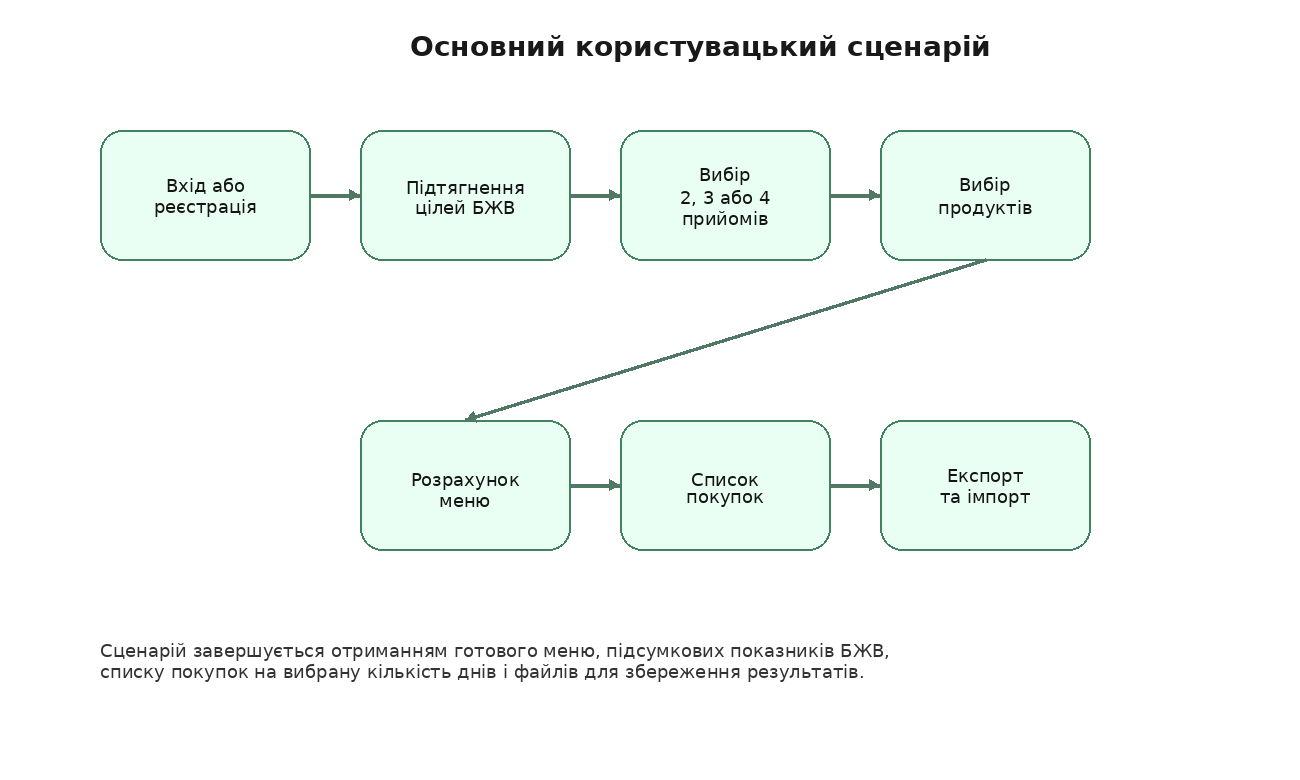 Основний користувацький сценарій
Вхід або
реєстрація
Підтягнення
цілей БЖВ
Вибір
2, 3 або 4
прийомів
Вибір
продуктів
Розрахунок
меню
Список
покупок
Експорт
та імпорт
Сценарій завершується отриманням готового меню, підсумкових показників БЖВ,
списку покупок на вибрану кількість днів і файлів для збереження результатів.